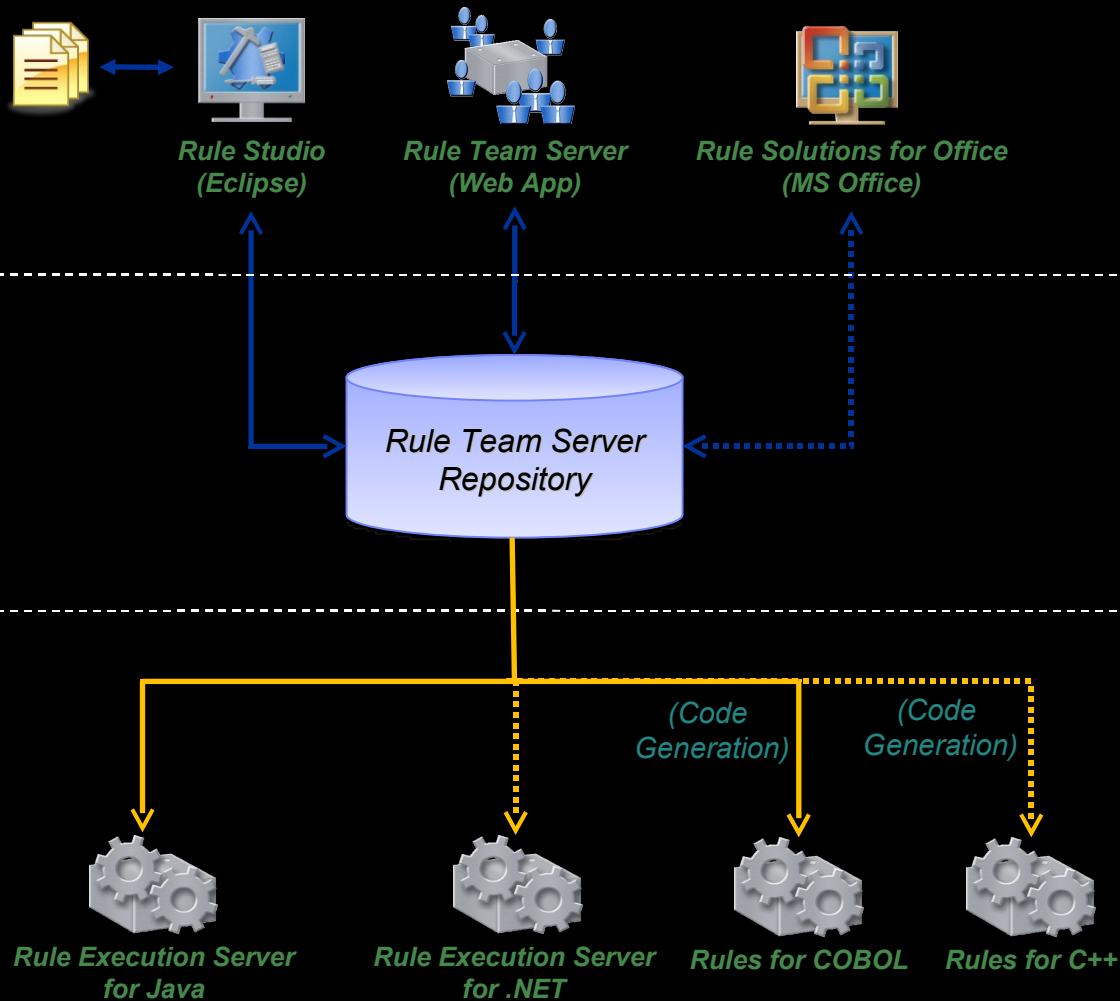 Rule Studio
(Eclipse)
Rule Team Server
(Web App)
Rule Solutions for Office
(MS Office)
Rule Team Server
Repository
(Code
Generation)
(Code
Generation)
Rule Execution Server
for Java
Rule Execution Server
for .NET
Rules for COBOL
Rules for C++